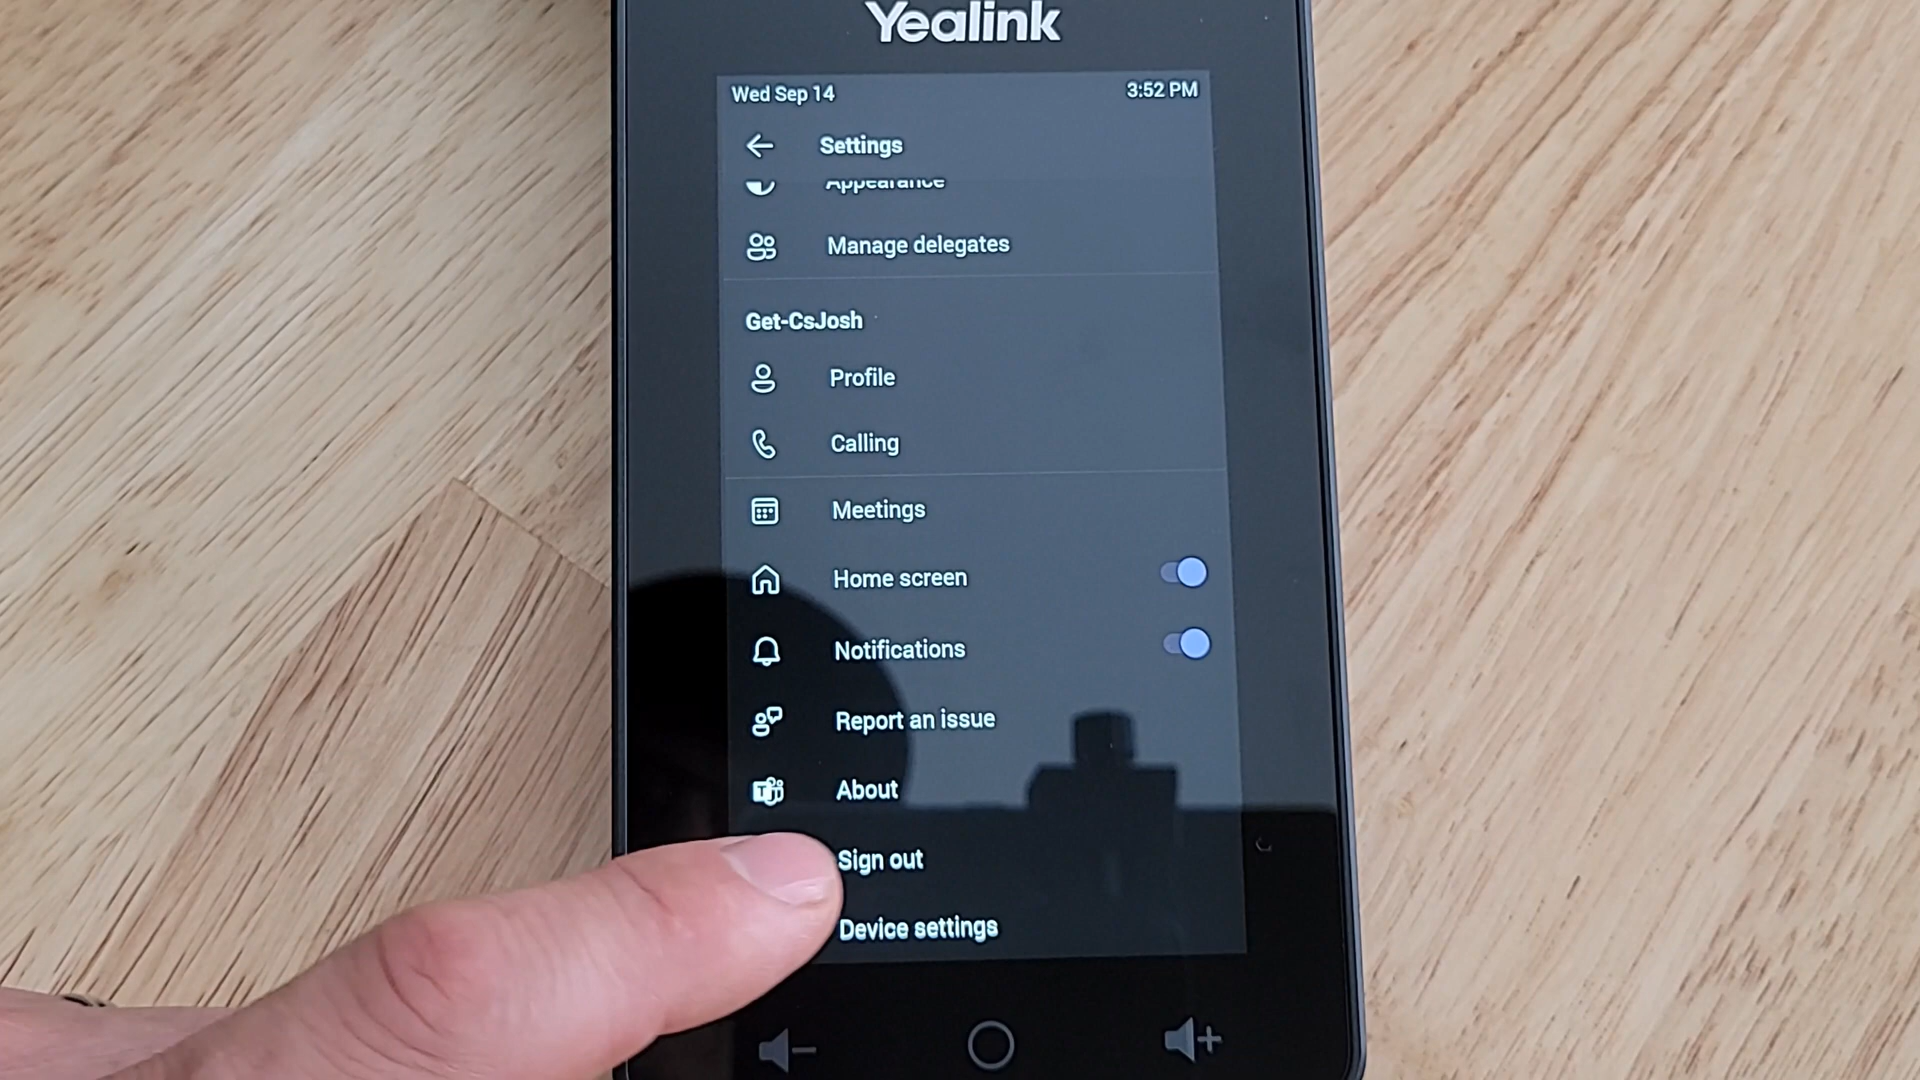 Yealink
Wed Sep 14
3:52 PM
Settings
Appearance
Manage delegates
Get-CsJosh
Profile
Calling
Meetings
Home screen
Notifications
Report an issue
About
Sign out
Device settings